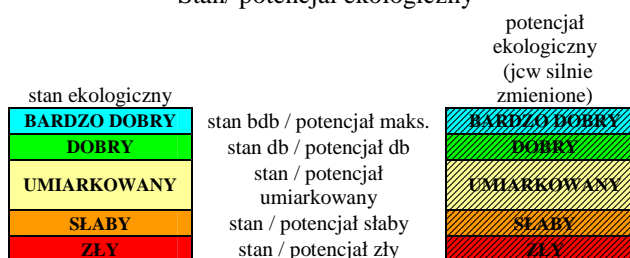 Stan/ potencjał ekologiczny
potencjał
ekologiczny
(jcw silnie
zmienione)
stan ekologiczny
BARDZO DOBRY stan bdb / potencjał maks. BARDZO DOBRY
DOBRY stan db / potencjał db DOBRY
UMIARKOWANY stan / potencjał
umiarkowany UMIARKOWANY
SŁABY stan / potencjał słaby SŁABY
ZŁY stan / potencjał zły ZŁY